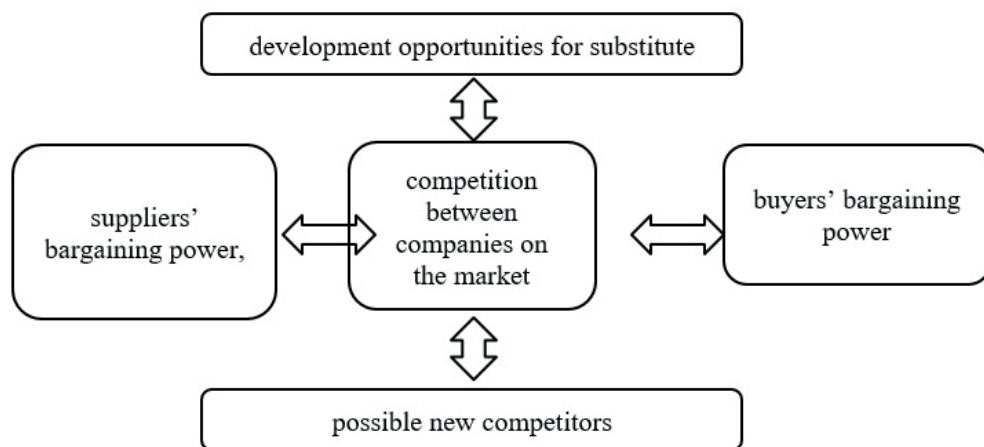 development opportunities for substitute
suppliers’
bargaining power,
competition
between
companies on
the market
buyers’ bargaining
power
possible new competitors